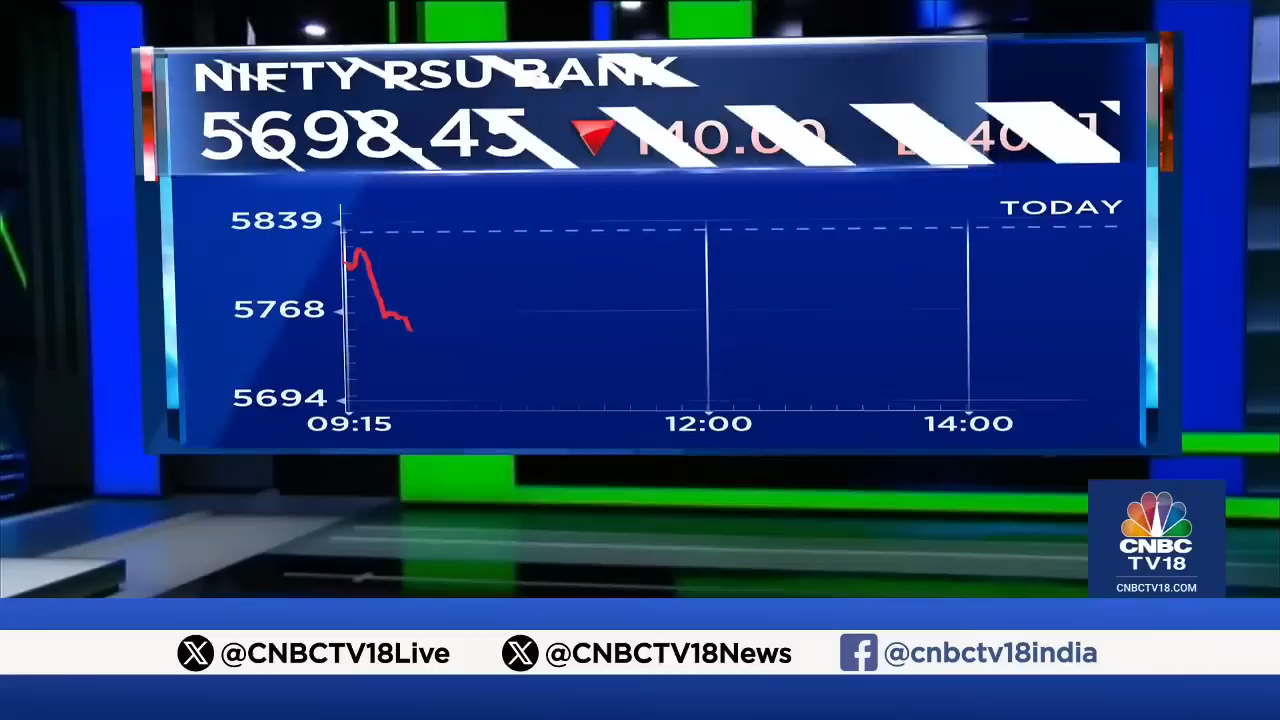 NIFTY PSU BANK
5698.45
TODAY
5839
5768
5694
09:15 12:00 14:00
CNBC
TV18
CNBCTV18.COM
@CNBCTV18Live @CNBCTV18News @cnbctv18india